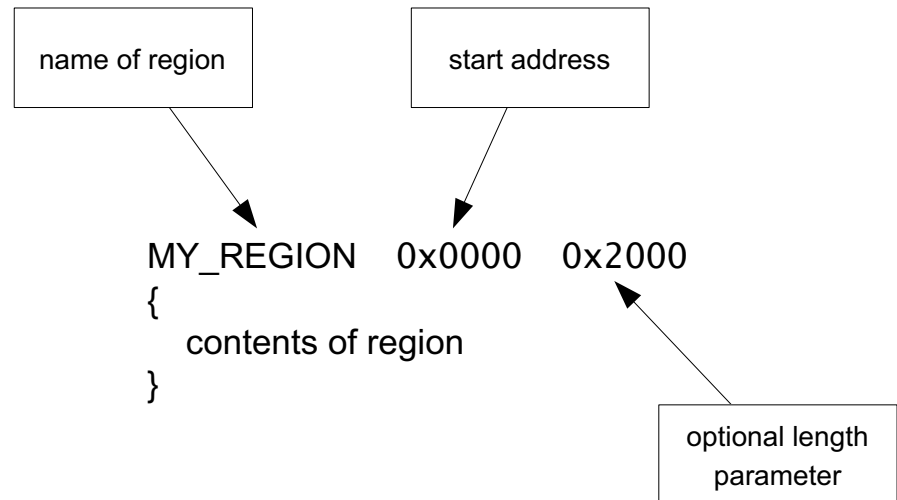 name of region
start address
MY_REGION 0x0000 0x2000
{
contents of region
}
optional length
parameter